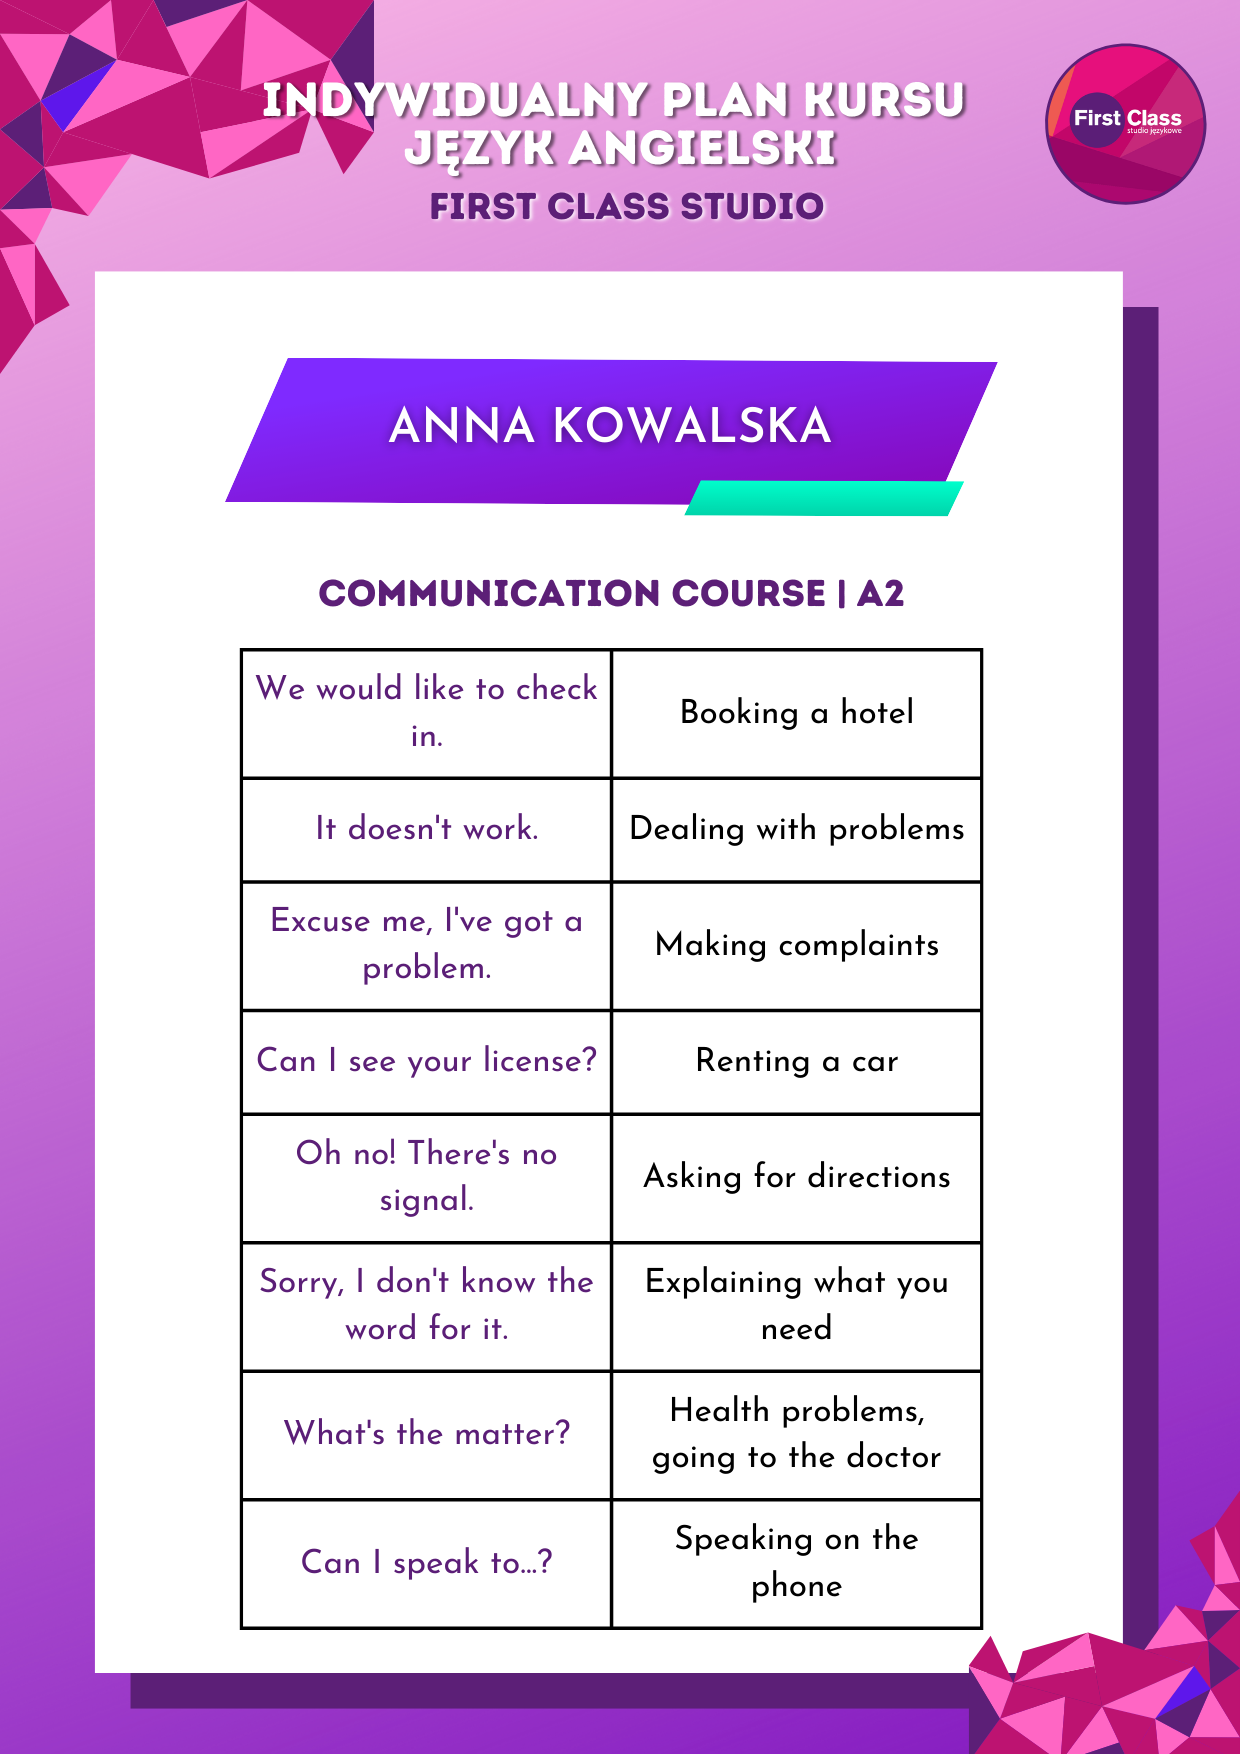 INDYWIDUALNY PLAN KURSU
JĘZYK ANGIELSKI
FIRST CLASS STUDIO
First Class
studio językowe
ANNA KOWALSKA
COMMUNICATION COURSE | A2
We would like to check
in.
Booking a hotel
It doesn't work.
Dealing with problems
Excuse me, I've got a
problem.
Making complaints
Can I see your license?
Renting a car
Oh no! There's no
signal.
Asking for directions
Sorry, I don't know the
word for it.
Explaining what you
need
What's the matter?
Health problems,
going to the doctor
Can I speak to...?
Speaking on the
phone